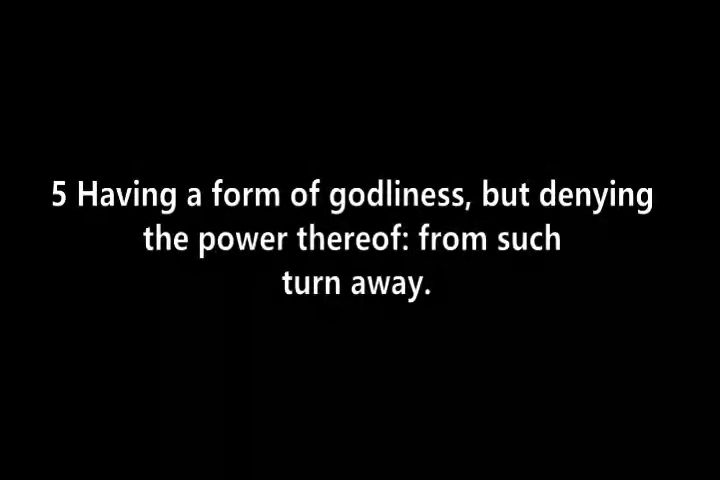 5 Having a form of godliness, but denying
the power thereof: from such
turn away.